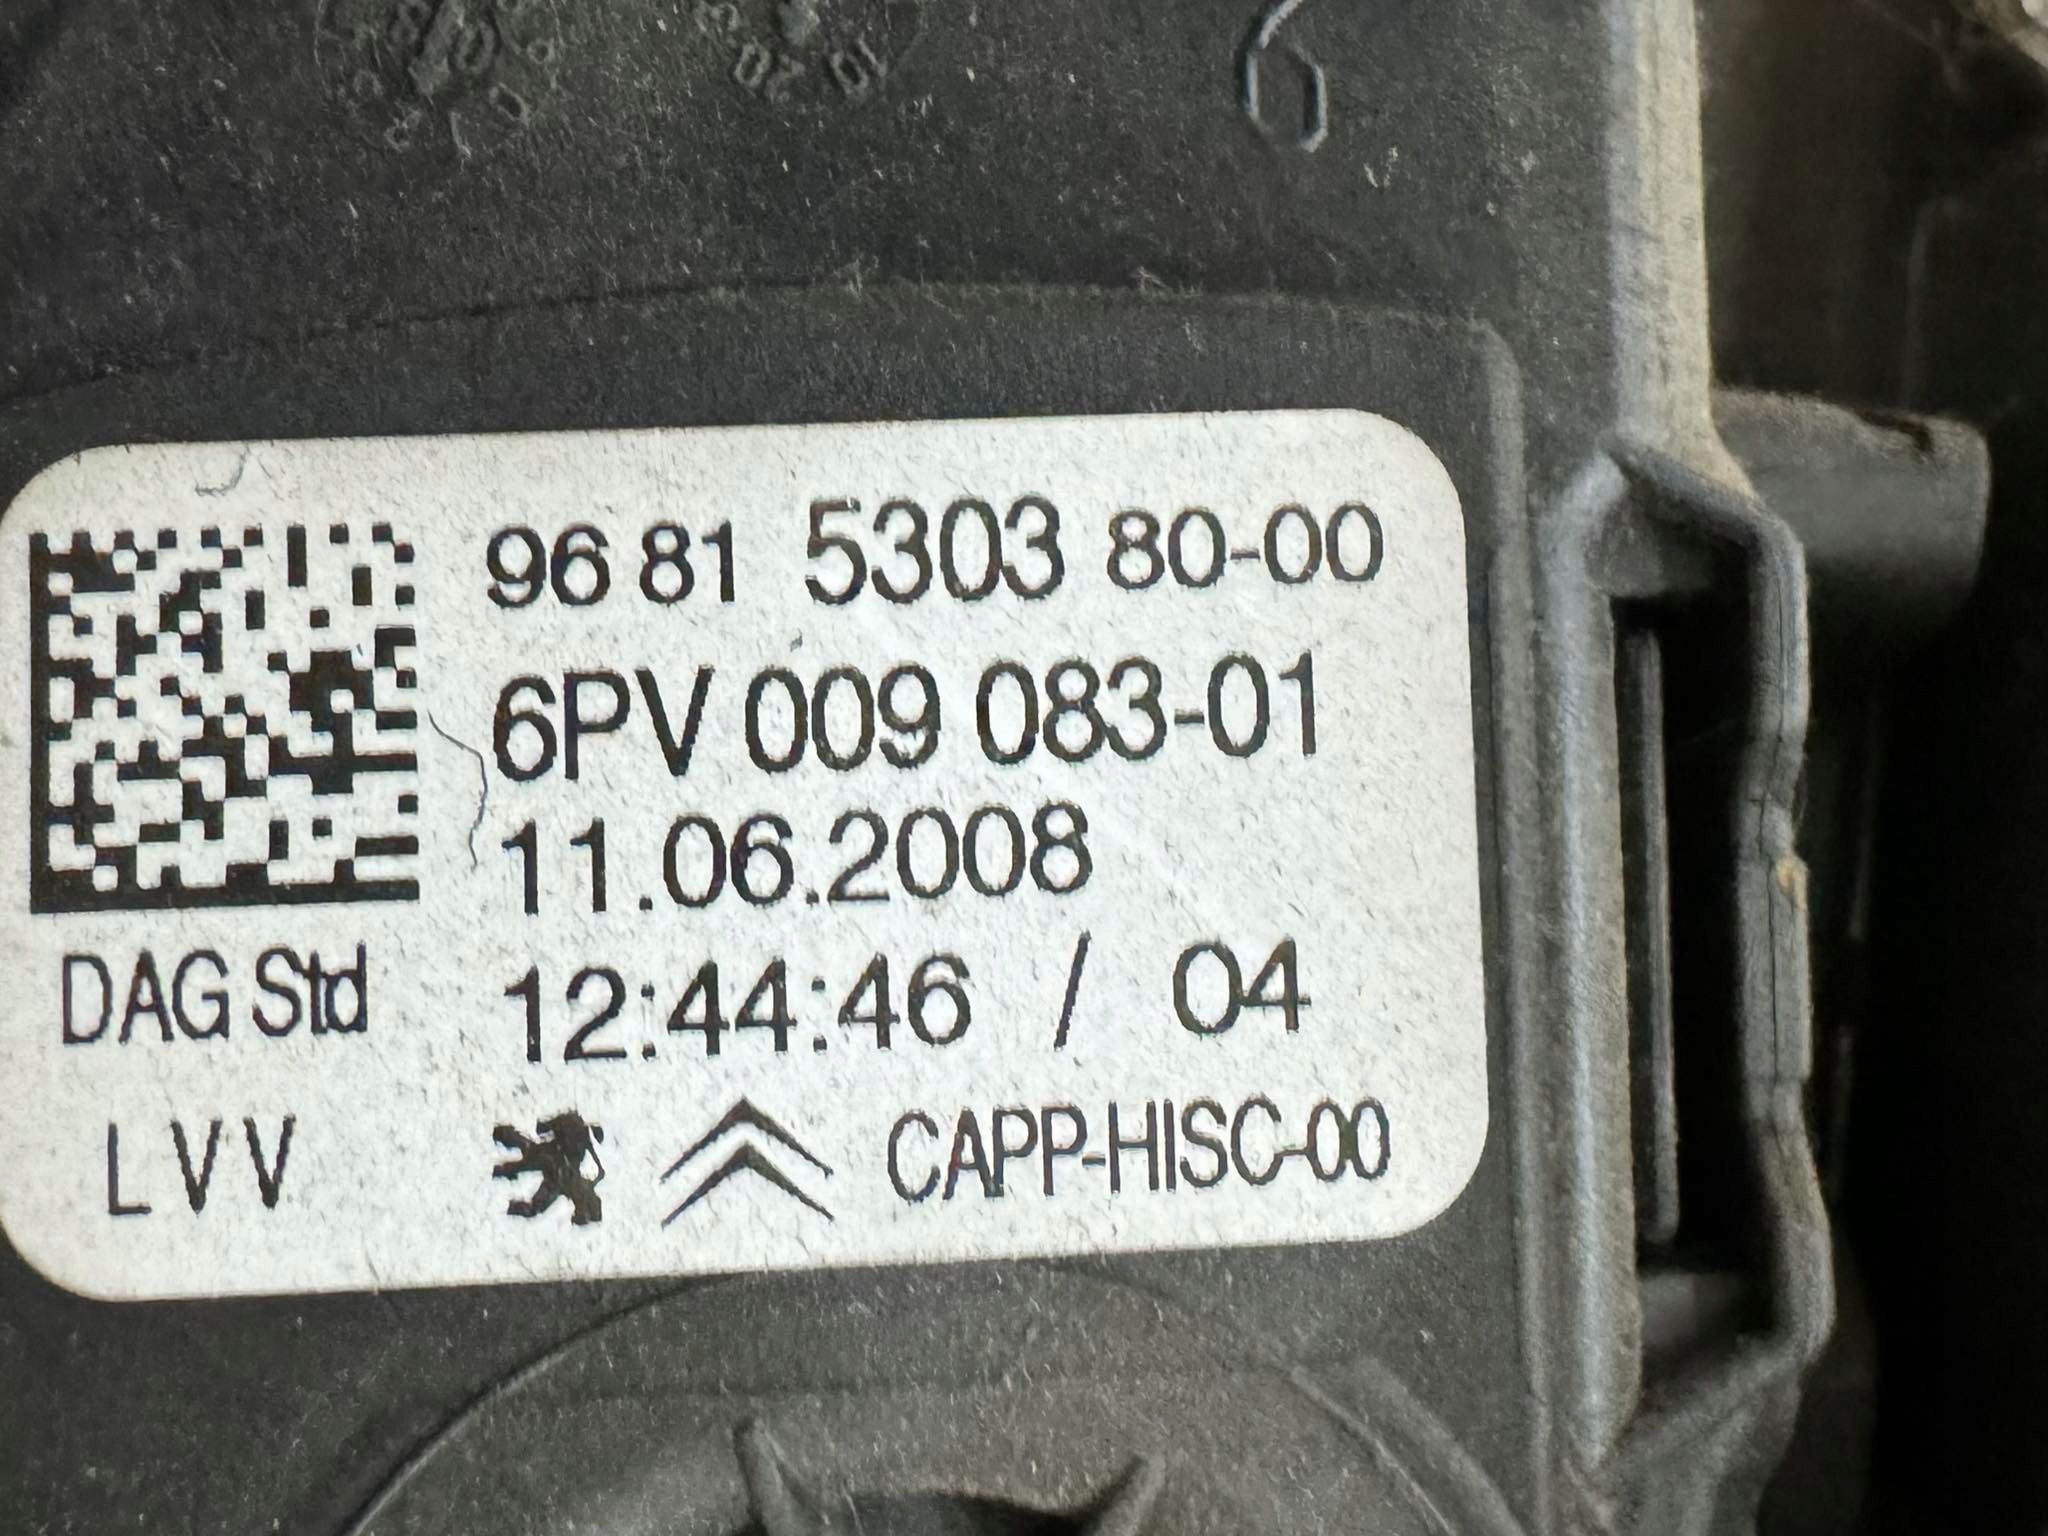 6
96 81 5303 80-00
6PV 009 083-01
11.06.2008
DAG Std 12:44:46 / 04
LVV CAPP-HISC-00